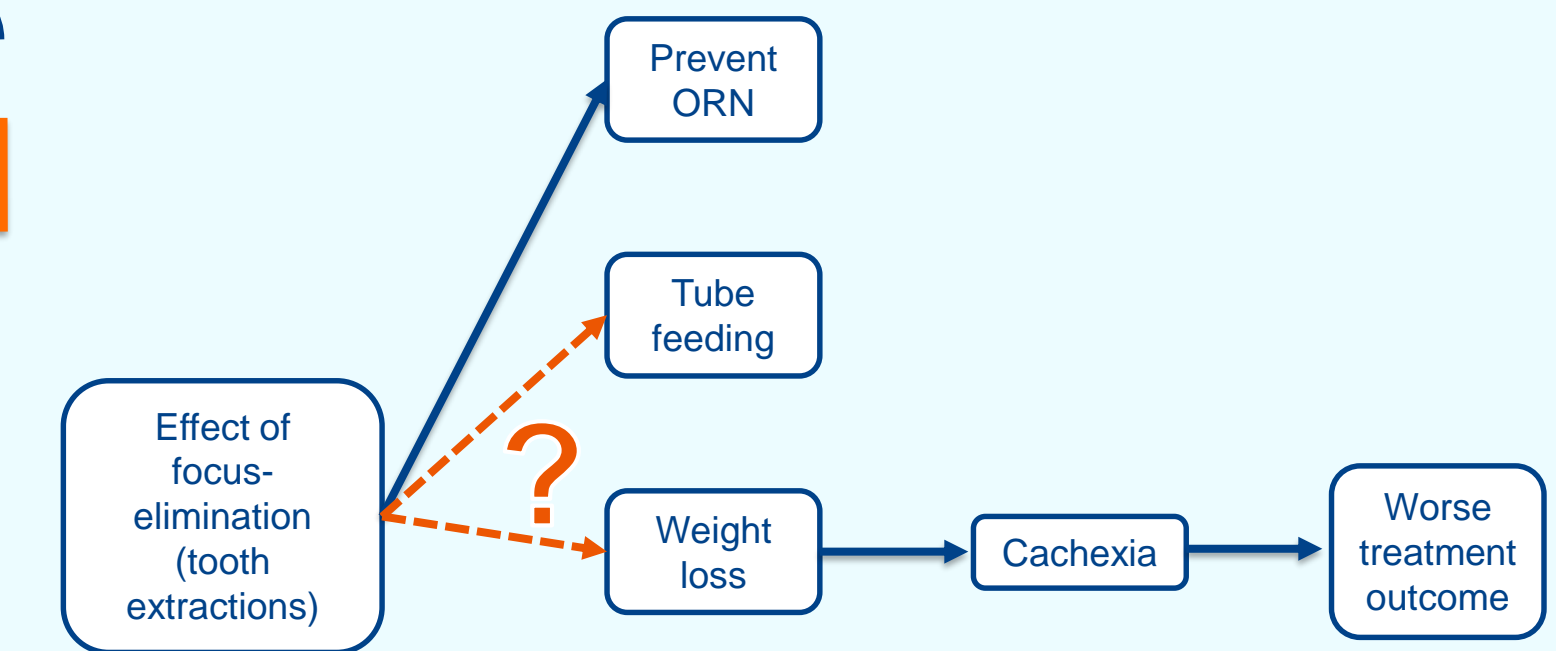 Prevent
ORN
Tube
feeding
Effect of
focus-
elimination
(tooth
extractions)
?
Weight
loss
Cachexia
Worse
treatment
outcome